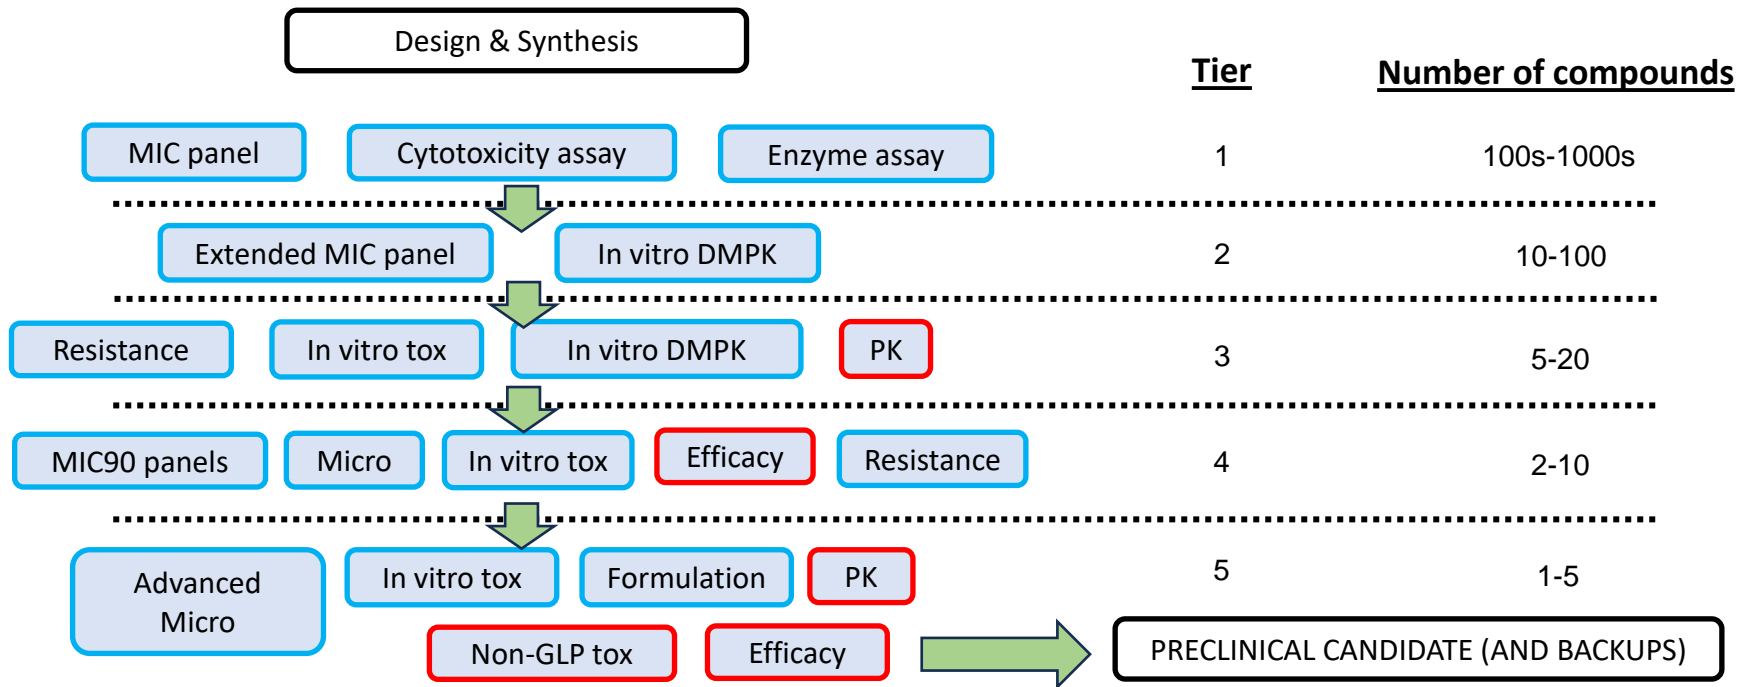 Design & Synthesis
Tier
Number of compounds
MIC panel
Cytotoxicity assay
Enzyme assay
1
100s-1000s
Extended MIC panel
In vitro DMPK
2
10-100
Resistance
In vitro tox
In vitro DMPK
PK
3
5-20
MIC90 panels
Micro
In vitro tox
Efficacy
Resistance
4
2-10
Advanced
Micro
In vitro tox
Formulation
PK
5
1-5
Non-GLP tox
Efficacy
PRECLINICAL CANDIDATE (AND BACKUPS)